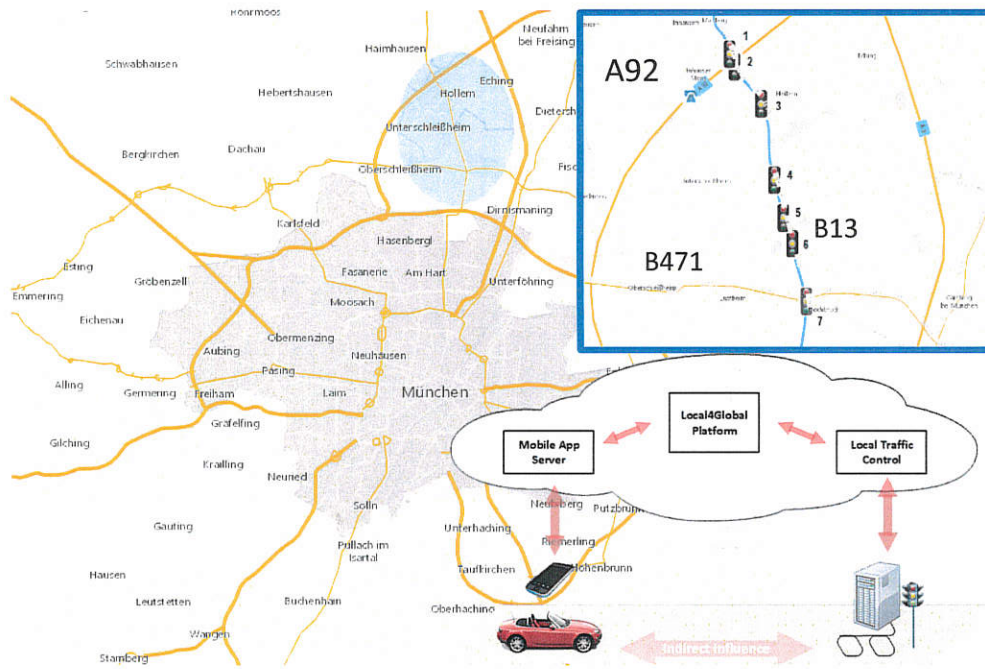 Rohrmoos
Haimhausen
Neufahrn
bei Freising
Schwabhausen
Eching
Hebertshausen
Hollern
Dietersh
Unterschleißheim
Dachau
Bergkirchen
Oberschleißheim
Fisc
Dirnismaning
Karlsfeld
Hasenbergl
Esting
Gröbenzell
Fasanerie
Am Hart
Unterföhring
Emmering
Moosach
Eichenau
Obermenzing
Aubing
Neuhausen
Pasing
Alling
Germering
Freiham
Laim
München
Gräfelfing
Gilching
Krailling
Neuried
Solln
Neubiberg
Putzbrunn
Unterhaching
Gauting
Pullach im
Isartal
Riemerling
Hausen
Taufkirchen
Hohenbrunn
Leutstetten
Buchenhain
Oberhaching
Wangen
Starnberg
A92
1
2
3
4
5
B13
6
B471
7
Local4Global
Platform
Mobile App
Server
Local Traffic
Control
Indirect influence